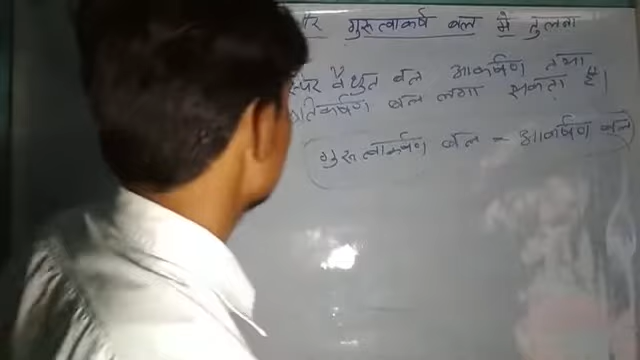 और गुरुत्वाकर्ष बल में तुलना
स्पर वैधुत बल आकर्षण तथा
प्रतिकर्षण बल लगा सकता है।
गुरुत्वाकर्षण बल - आकर्षण बल